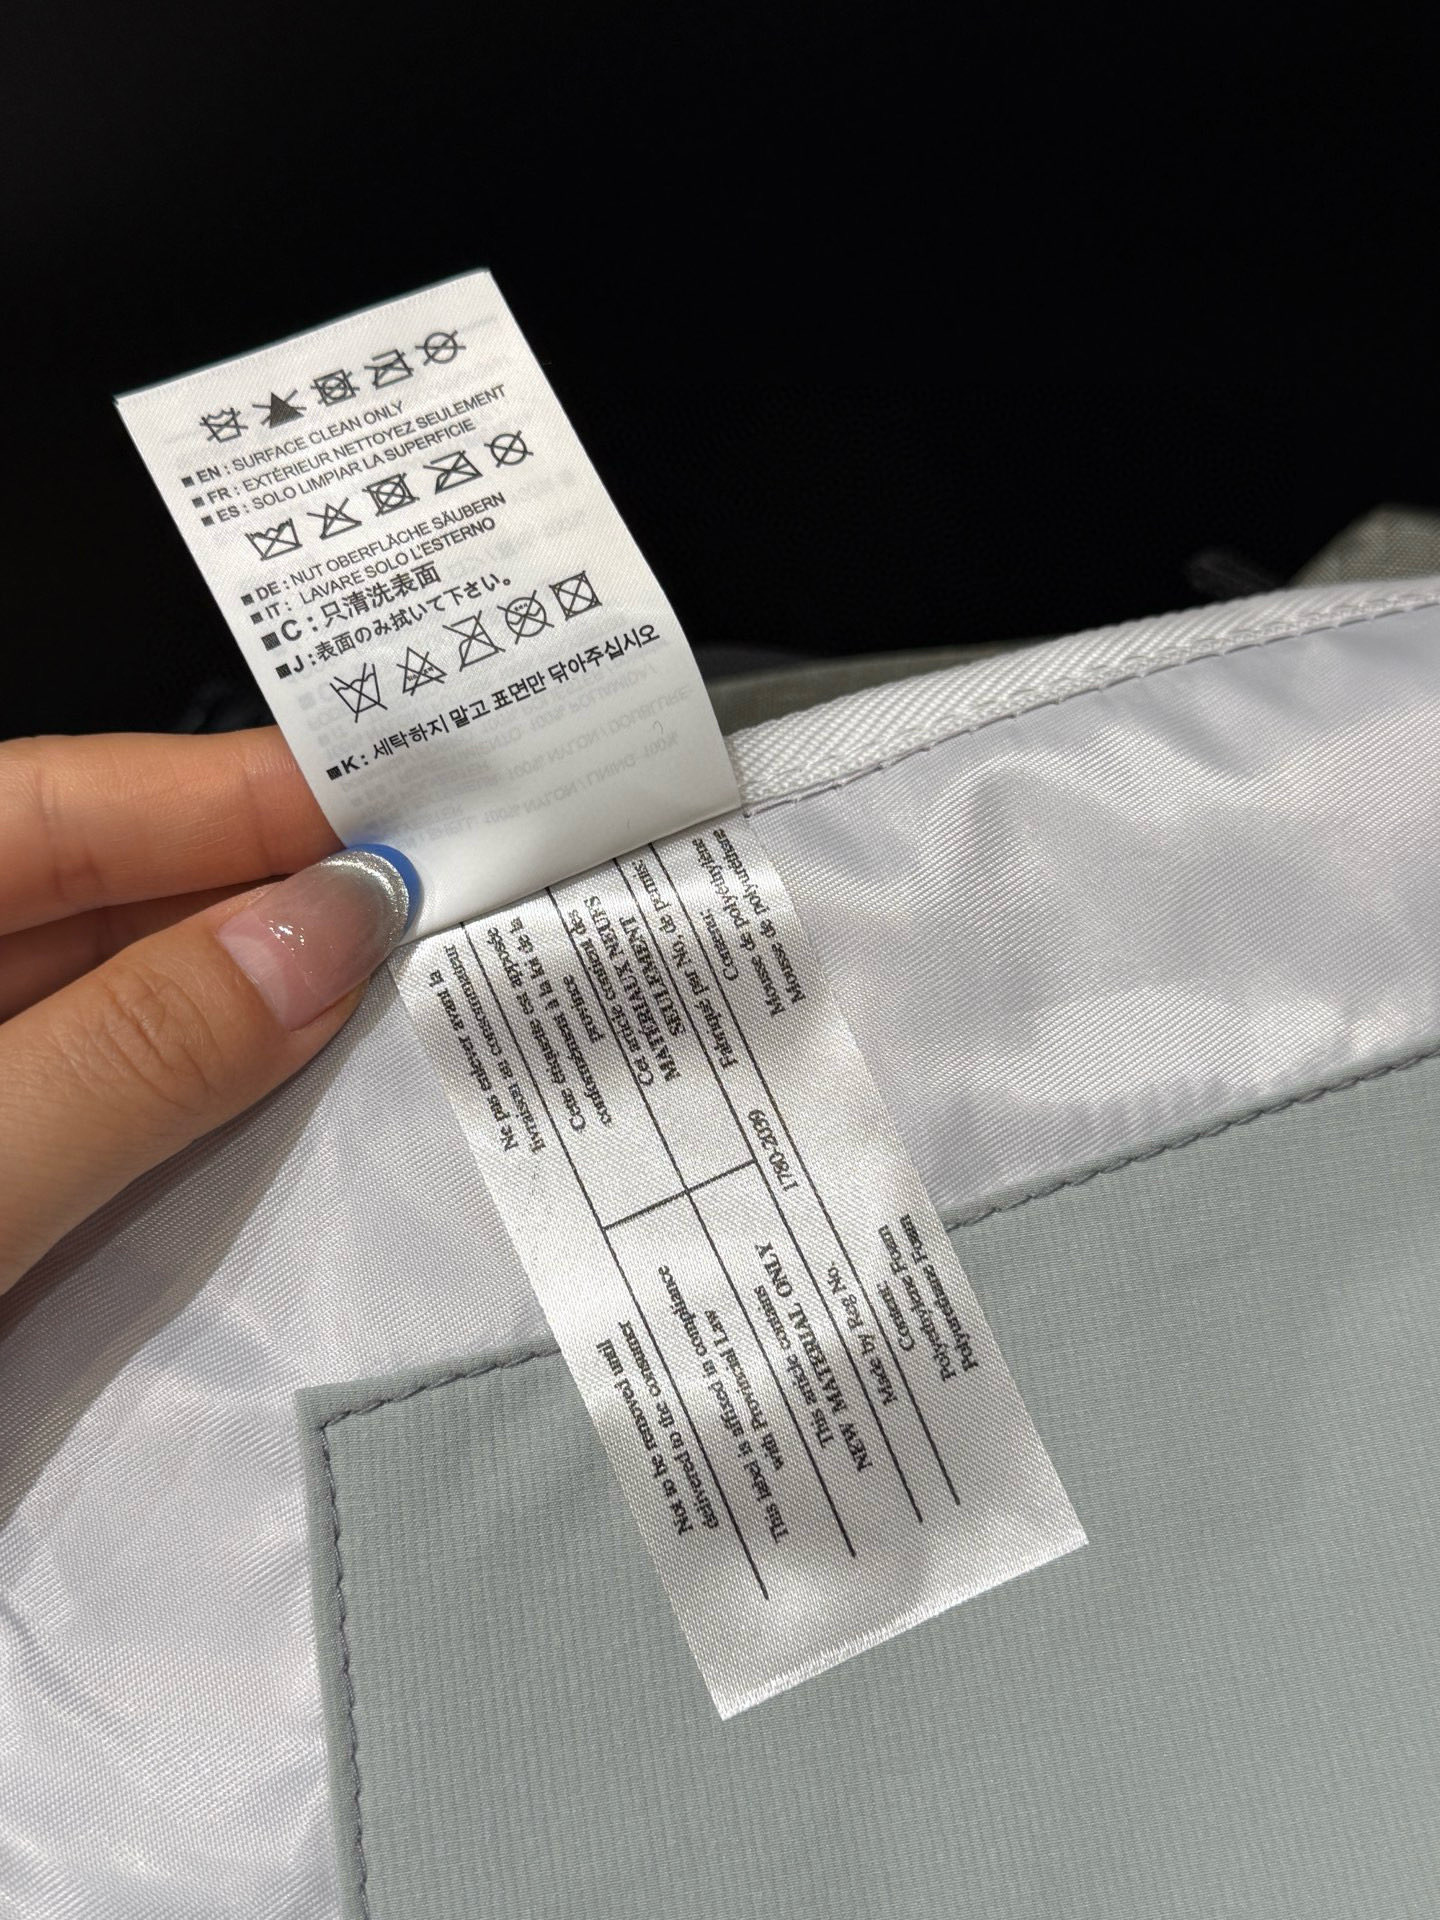 ■ EN : SURFACE CLEAN ONLY
■ FR : EXTÉRIEUR NETTOYEZ SEULEMENT
■ ES : SOLO LIMPIAR LA SUPERFICIE
■ DE : NUT OBERFLÄCHE SÄUBERN
■ IT : LAVARE SOLO L'ESTERNO
■ C : 只清洗表面
■ J : 表面のみ拭いて下さい。
■ K : 세탁하지 말고 표면만 닦아주십시오
Not to be removed until
delivered to the consumer
This label is affixed in compliance
with Provincial Law
This article contains
NEW MATERIAL ONLY
Made by Reg No.
1780-2039
Content:
Polyethylene Foam
Polyurethane Foam
Ne pas enlever avant la
livraison au consommateur
Cette étiquette est apposée
conformément à la loi de la
province
Cet article contient des
MATÉRIAUX NEUFS
SEULEMENT
Fabriqué par No. de permis:
Contenu:
Mousse de polyéthylène
Mousse de polyuréthane